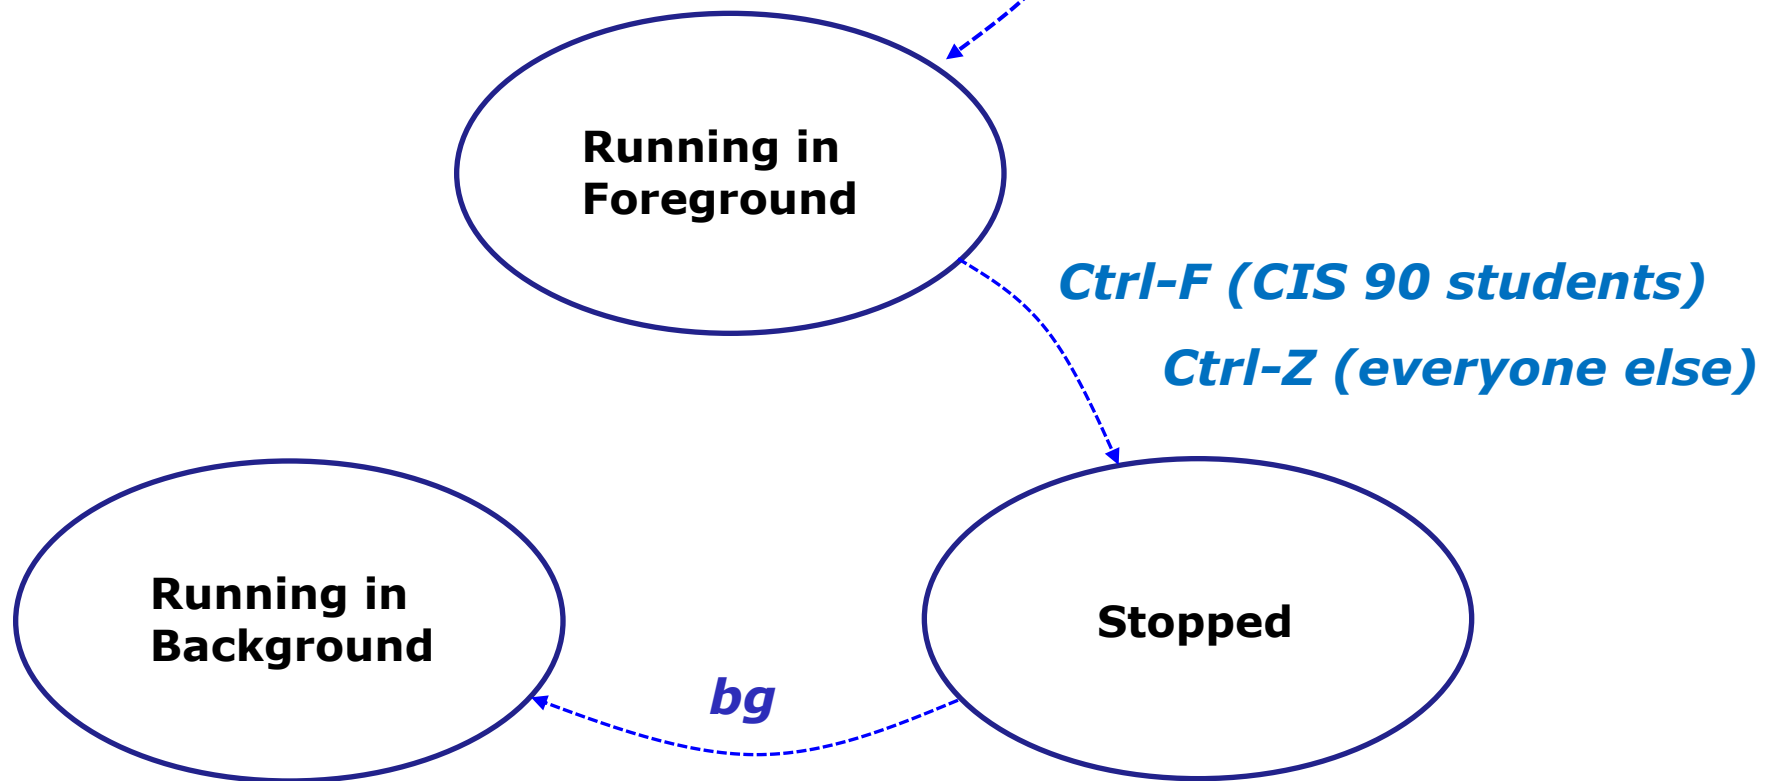 Running in
Foreground
Ctrl-F (CIS 90 students)
Ctrl-Z (everyone else)
Running in
Background
Stopped
bg